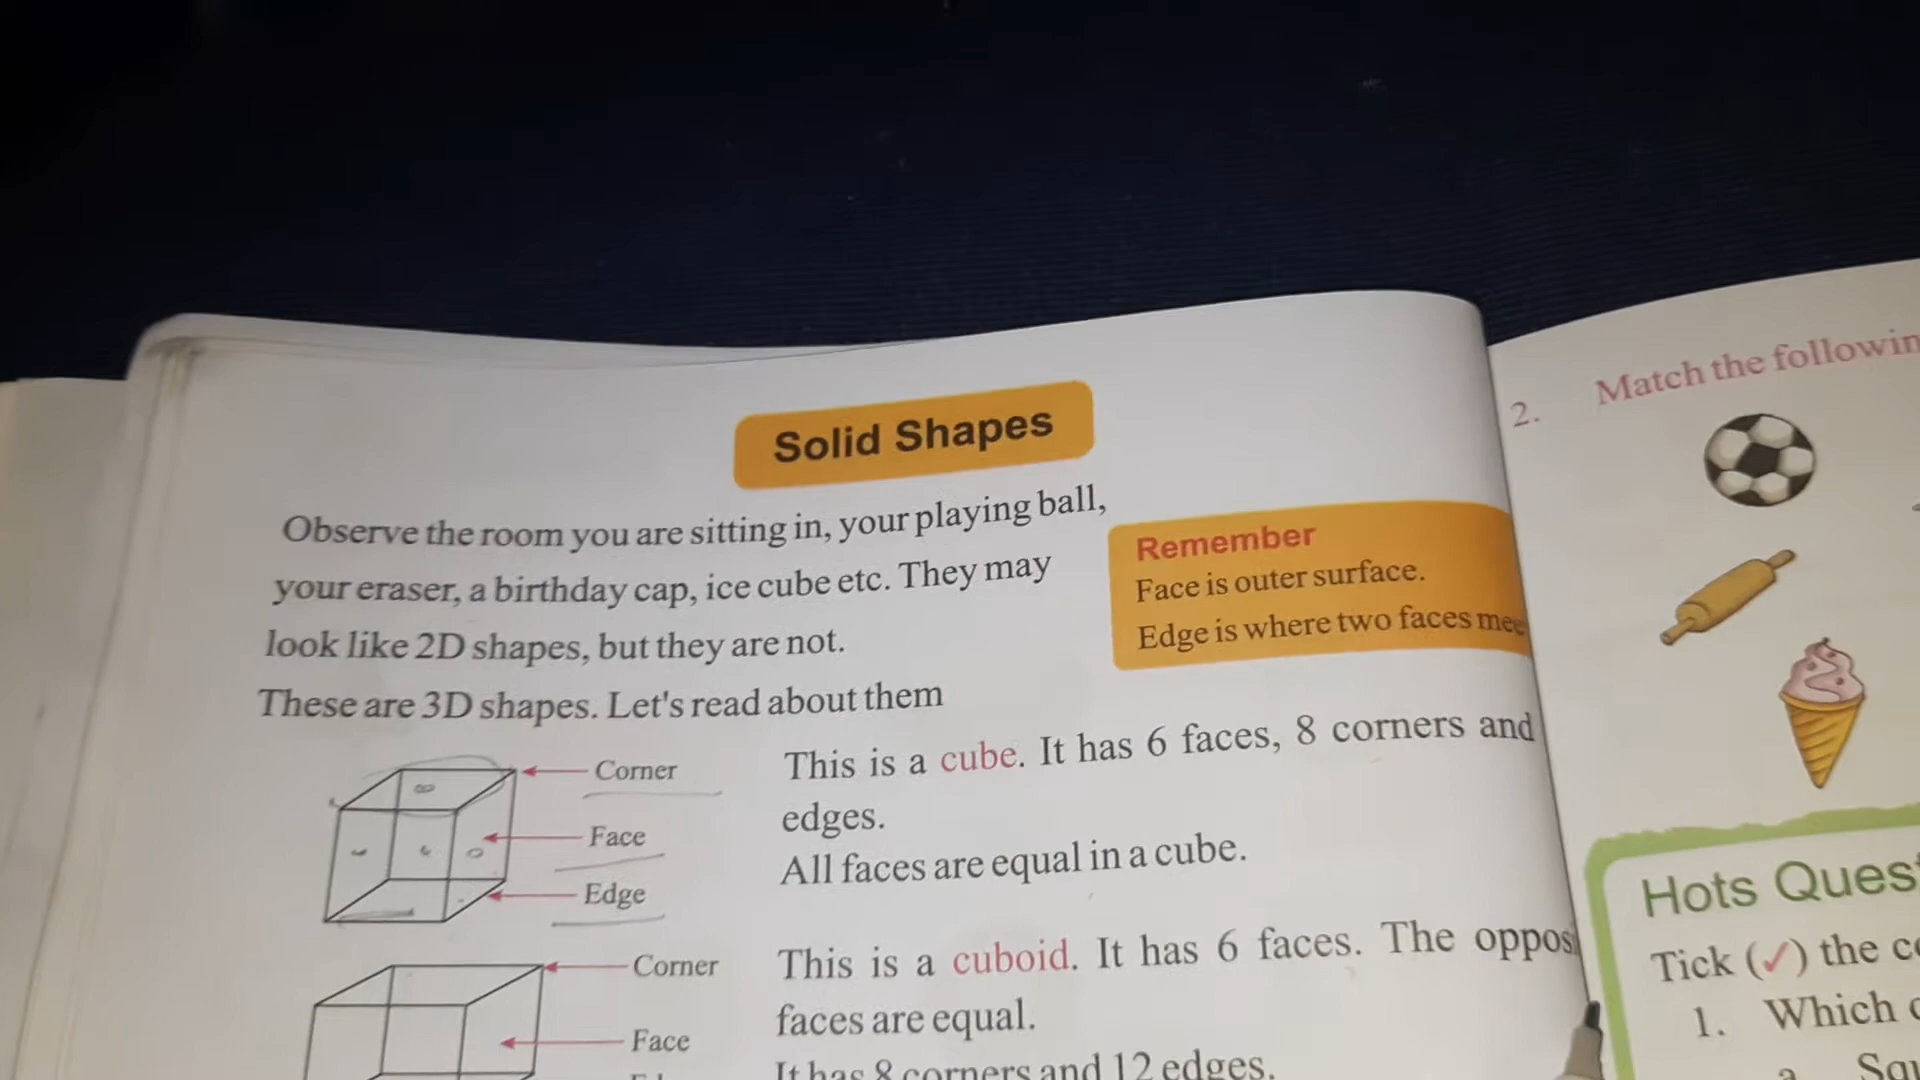 Solid Shapes
Observe the room you are sitting in, your playing ball,
your eraser, a birthday cap, ice cube etc. They may
look like 2D shapes, but they are not.
These are 3D shapes. Let's read about them
Remember
Face is outer surface.
Edge is where two faces mee
Corner
Face
Edge
This is a cube. It has 6 faces, 8 corners and
edges.
All faces are equal in a cube.
Corner
Face
This is a cuboid. It has 6 faces. The opposi
faces are equal.
It has 8 corners and 12 edges.
2. Match the followin
Hots Ques
Tick (✓) the co
1. Which
a Squ